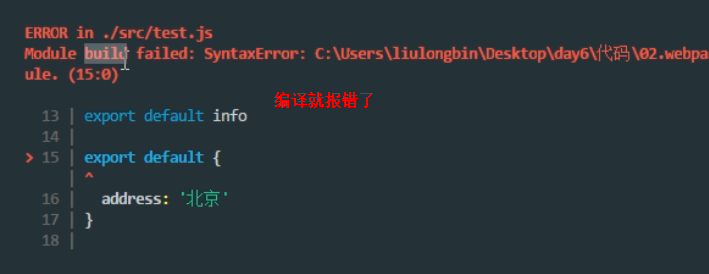 ERROR in ./src/test.js
Module build failed: SyntaxError: C:\Users\liulongbin\Desktop\day6\代码\02.webpa
ule. (15:0)
编译就报错了
13 | export default info
14 |
> 15 | export default {
| ^
16 | address: '北京'
17 | }
18 |